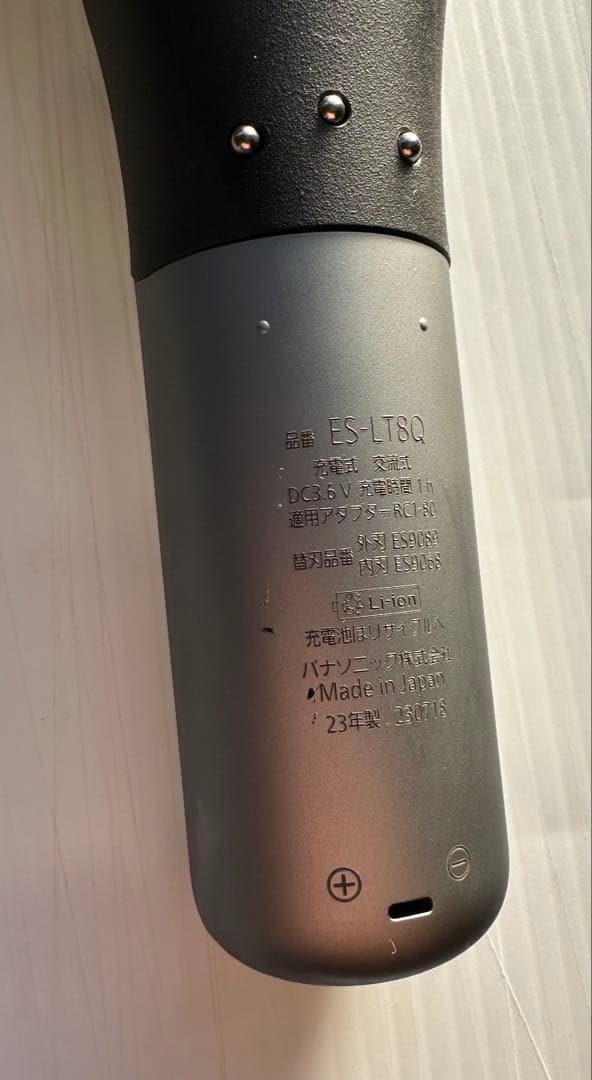 品番 ES-LT8Q
充電式 交流式
DC3.6 V 充電時間 1 h
適用アダプター RC1-80
替刃品番 外刃 ES9089
内刃 ES9068
Li-ion
充電池はリサイクルへ
パナソニック株式会社
Made in Japan
23年製 230718
⊕ ⊖